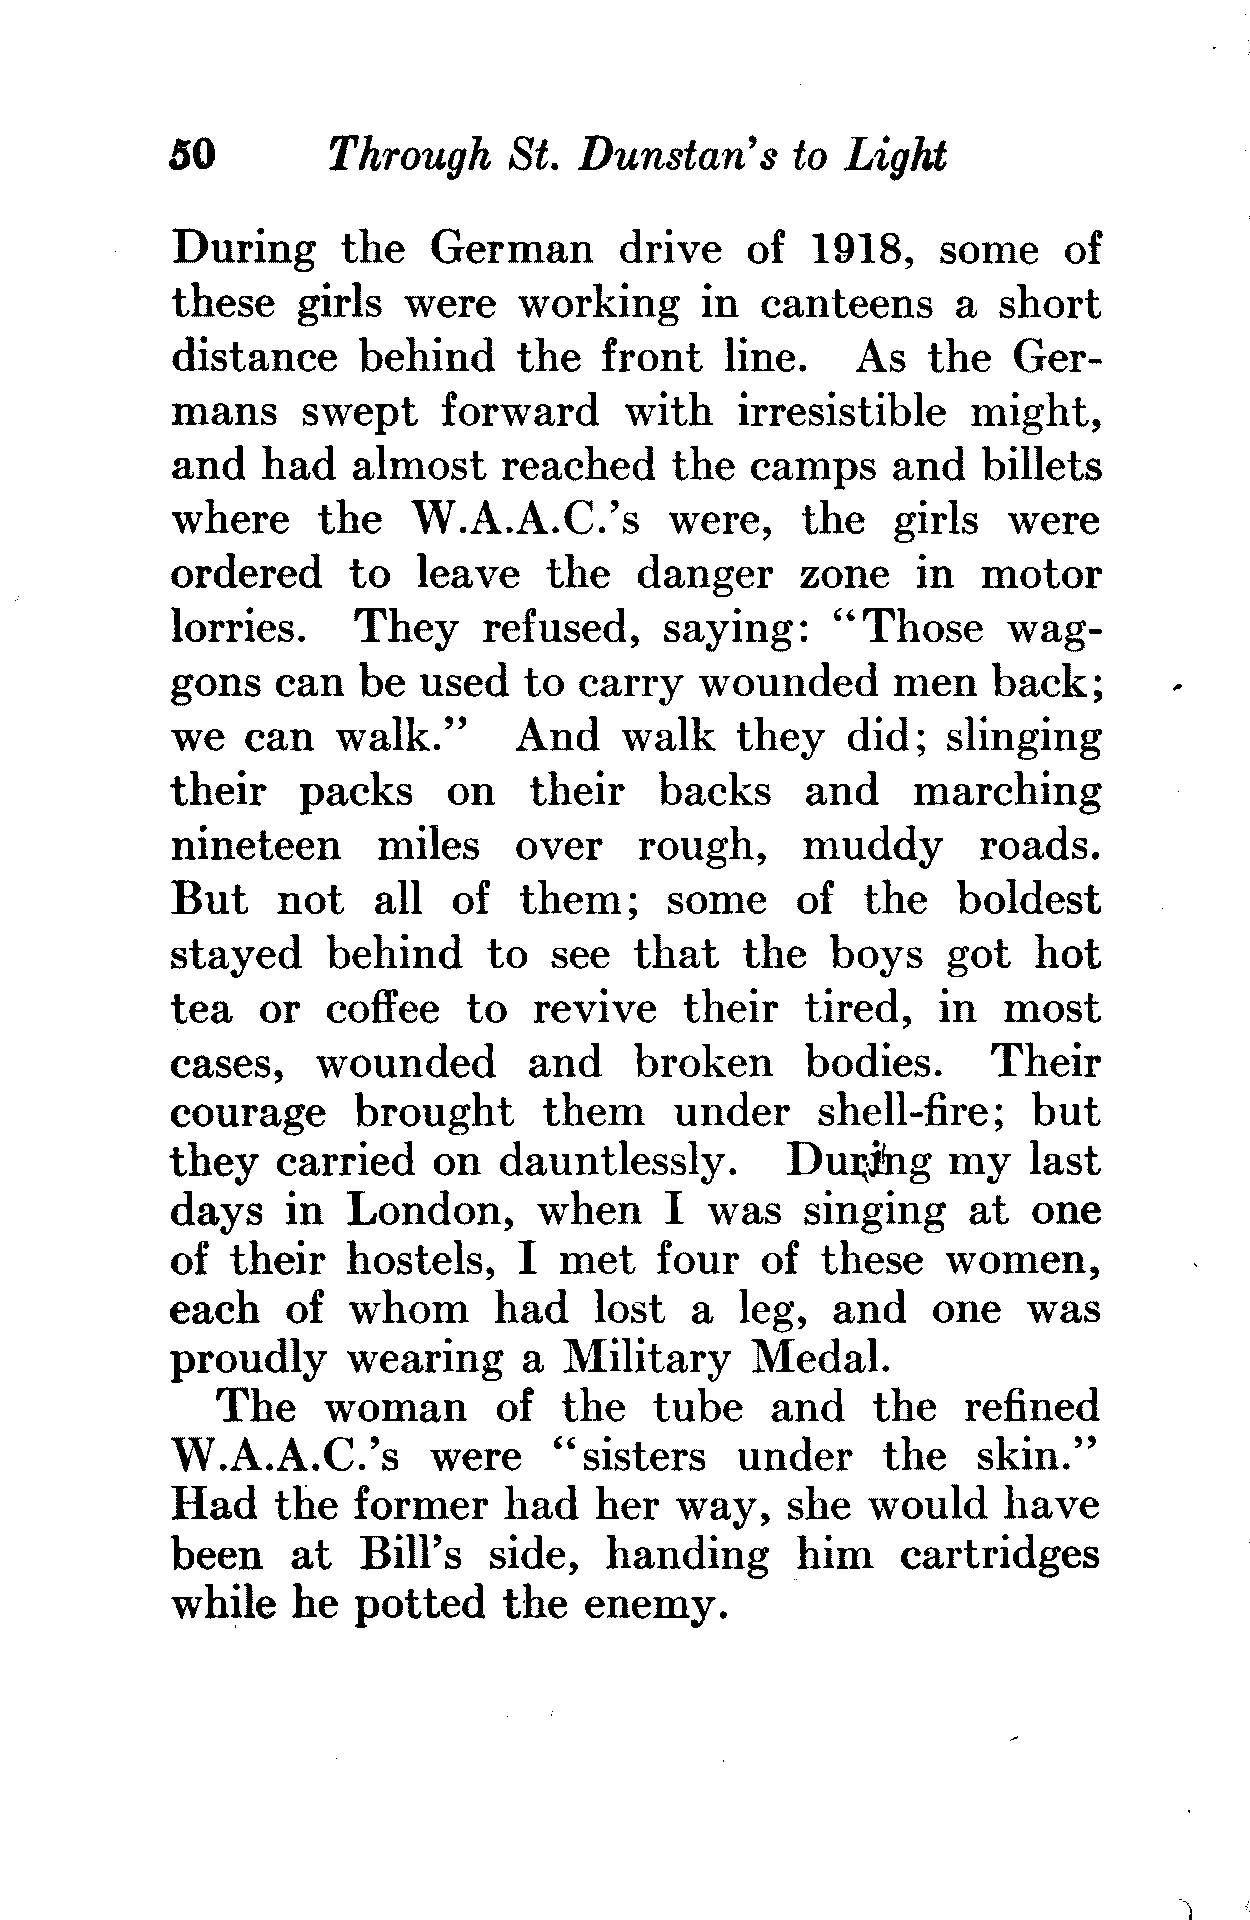 50 Through St. Dunstan's to Light
During the German drive of 1918, some of
these girls were working in canteens a short
distance behind the front line. As the Ger-
mans swept forward with irresistible might,
and had almost reached the camps and billets
where the W.A.A.C.'s were, the girls were
ordered to leave the danger zone in motor
lorries. They refused, saying: "Those wag-
gons can be used to carry wounded men back;
we can walk." And walk they did; slinging
their packs on their backs and marching
nineteen miles over rough, muddy roads.
But not all of them; some of the boldest
stayed behind to see that the boys got hot
tea or coffee to revive their tired, in most
cases, wounded and broken bodies. Their
courage brought them under shell-fire; but
they carried on dauntlessly. During my last
days in London, when I was singing at one
of their hostels, I met four of these women,
each of whom had lost a leg, and one was
proudly wearing a Military Medal.
The woman of the tube and the refined
W.A.A.C.'s were "sisters under the skin."
Had the former had her way, she would have
been at Bill's side, handing him cartridges
while he potted the enemy.